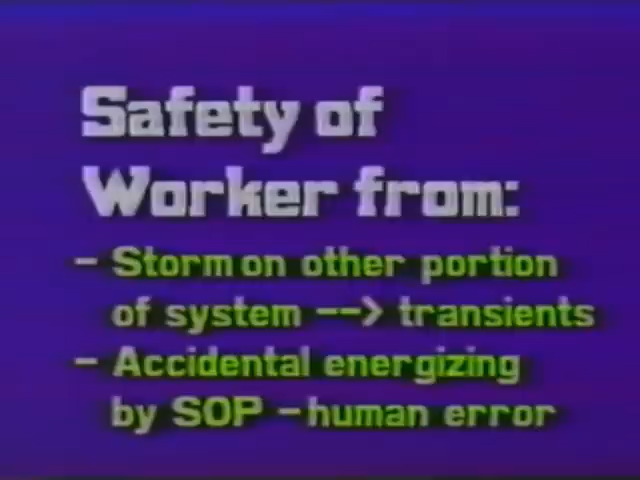 Safety of
Worker from:
- Storm on other portion
of system --> transients
- Accidental energizing
by SOP - human error